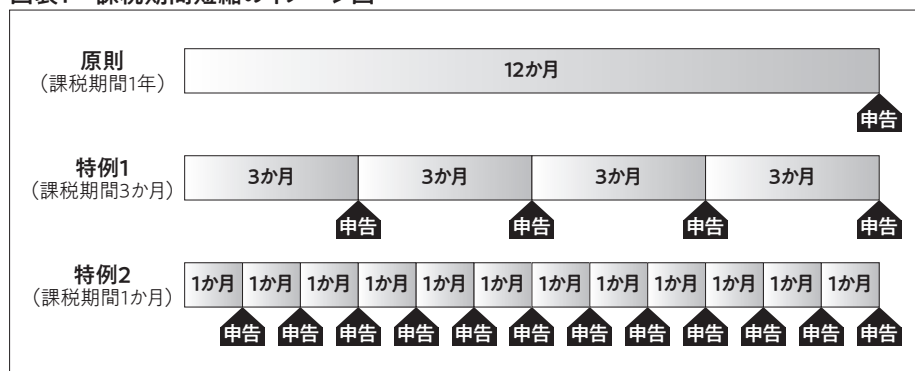 図表1 課税期間短縮のイメージ図
原則
（課税期間1年）
12か月
申告
特例1
（課税期間3か月）
3か月 3か月 3か月 3か月
申告 申告 申告 申告
特例2
（課税期間1か月）
1か月 1か月 1か月 1か月 1か月 1か月 1か月 1か月 1か月 1か月 1か月 1か月
申告 申告 申告 申告 申告 申告 申告 申告 申告 申告 申告 申告